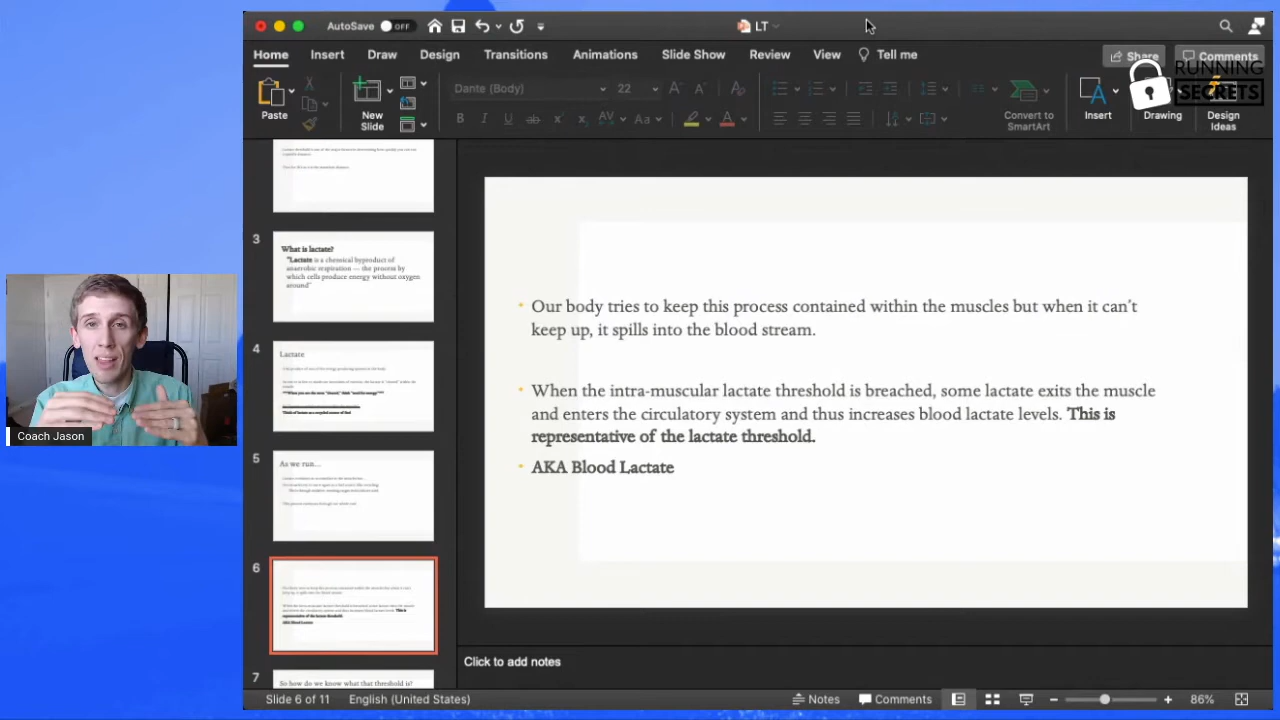 AutoSave OFF
LT
Home Insert Draw Design Transitions Animations Slide Show Review View Tell me Share Comments
RUNNING
SECRETS
Paste
New
Slide
Dante (Body) 22
Convert to
SmartArt
Insert
Drawing
Design
Ideas
3
What is lactate?
"Lactate is a chemical byproduct of
anaerobic respiration — the process by
which cells produce energy without oxygen
around"
4
Lactate
5
As we run...
6
7
So how do we know what that threshold is?
Our body tries to keep this process contained within the muscles but when it can't
keep up, it spills into the blood stream.
When the intra-muscular lactate threshold is breached, some lactate exits the muscle
and enters the circulatory system and thus increases blood lactate levels. This is
representative of the lactate threshold.
AKA Blood Lactate
Coach Jason
Click to add notes
Slide 6 of 11 English (United States) Notes Comments 86%